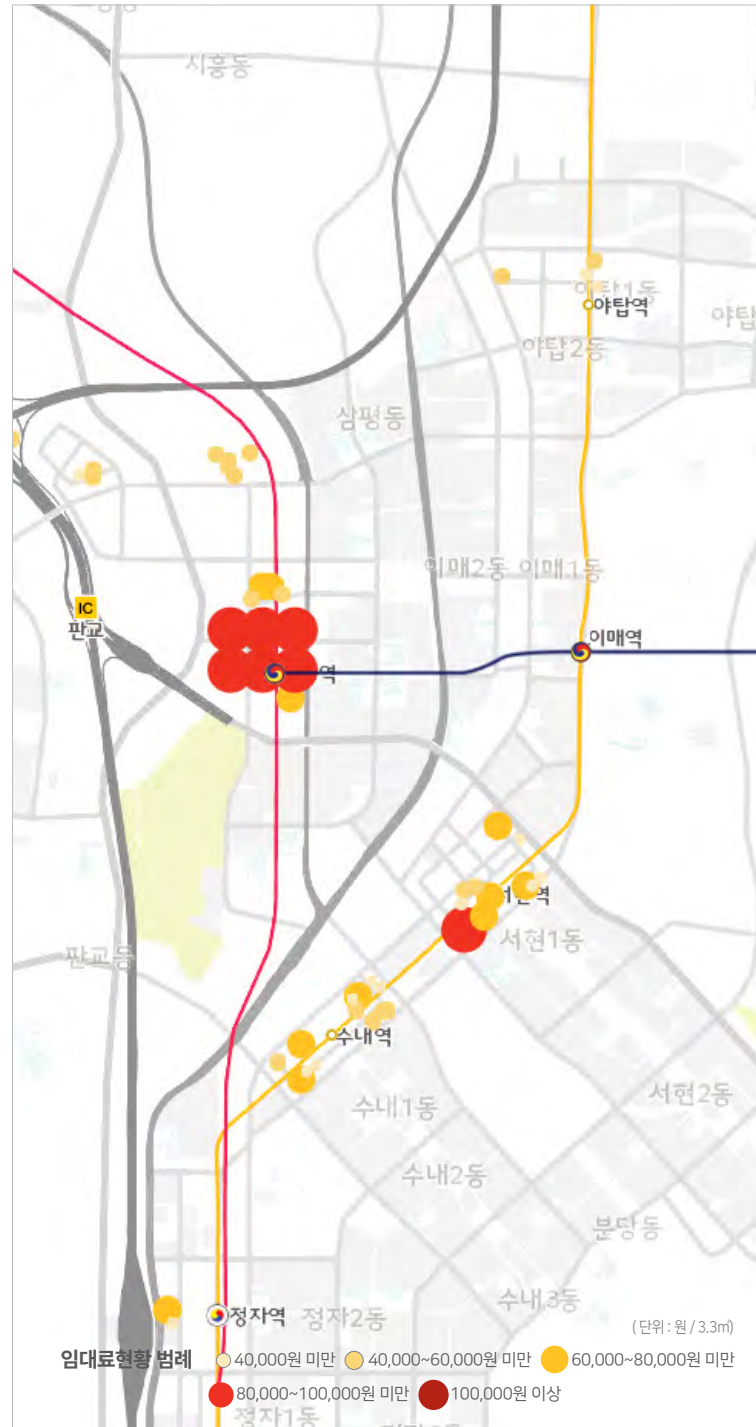 시흥동
야탑1동
야탑역
야탑
야탑2동
삼평동
이매2동 이매1동
IC
판교
이매역
역
서현역
서현1동
판교동
수내역
서현2동
수내1동
수내2동
분당동
수내3동
정자역 정자2동
(단위 : 원 / 3.3㎡)
임대료현황 범례 40,000원 미만 40,000~60,000원 미만 60,000~80,000원 미만
80,000~100,000원 미만 100,000원 이상
정자1동